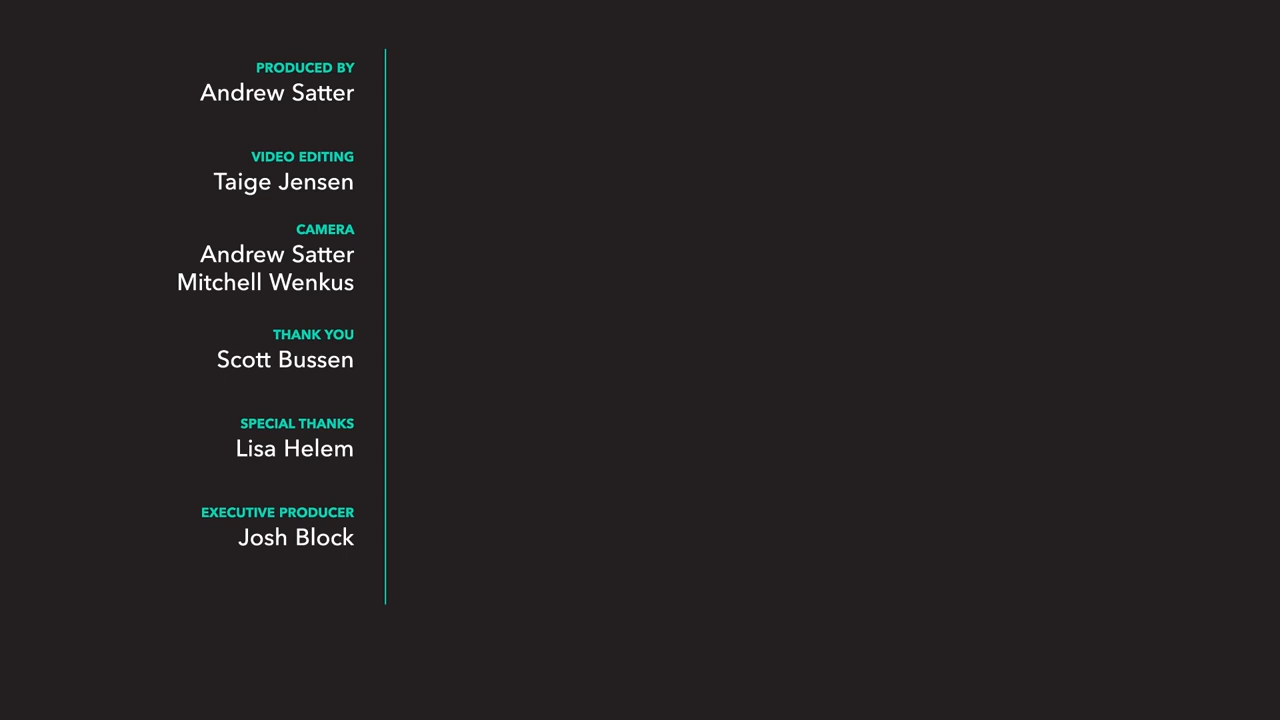 PRODUCED BY
Andrew Satter
VIDEO EDITING
Taige Jensen
CAMERA
Andrew Satter
Mitchell Wenkus
THANK YOU
Scott Bussen
SPECIAL THANKS
Lisa Helem
EXECUTIVE PRODUCER
Josh Block